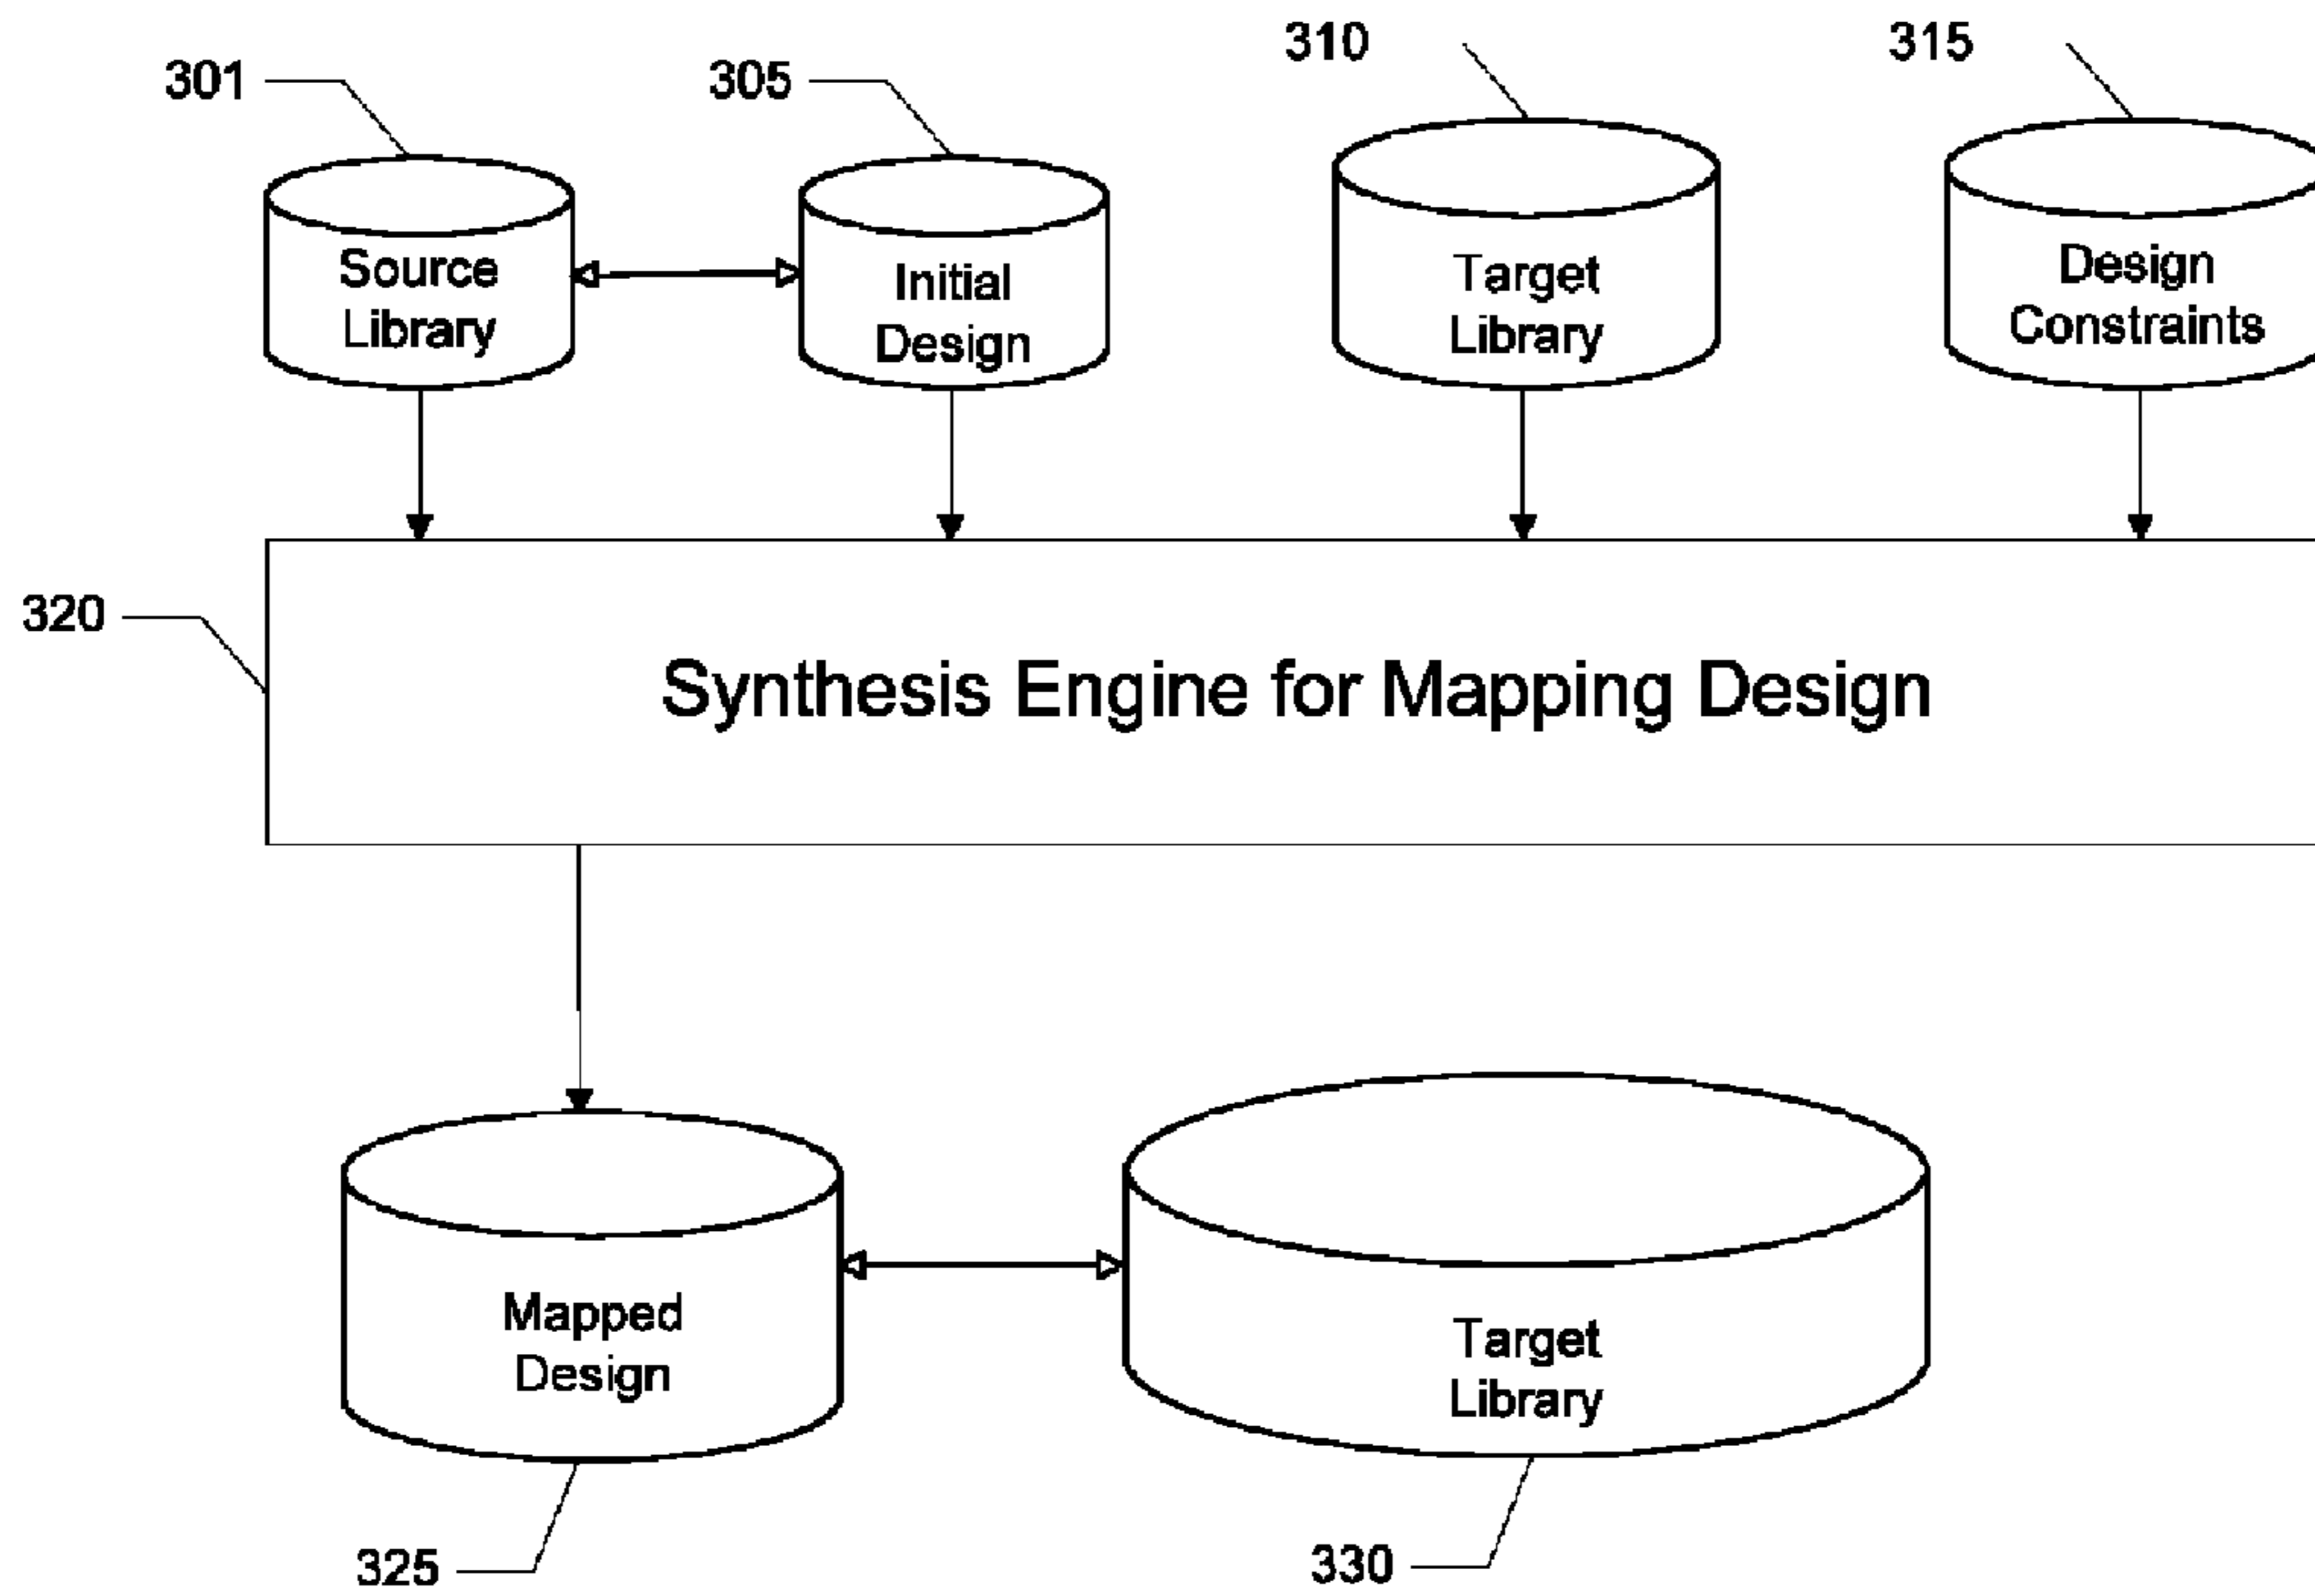 301
305
310
315
Source
Library
Initial
Design
Target
Library
Design
Constraints
320
Synthesis Engine for Mapping Design
Mapped
Design
Target
Library
325
330